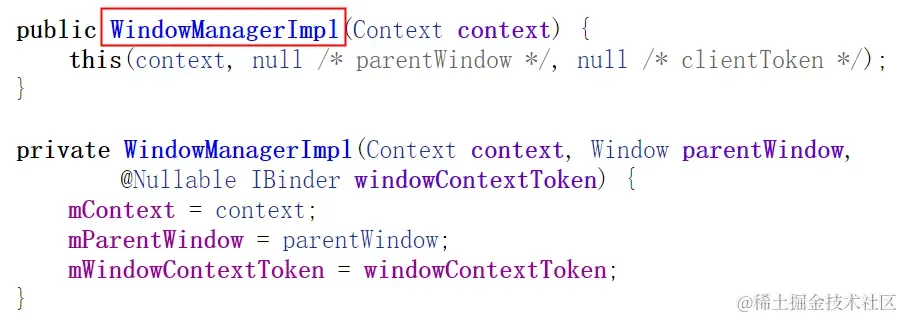 public WindowManagerImpl(Context context) {
    this(context, null /* parentWindow */, null /* clientToken */);
}
private WindowManagerImpl(Context context, Window parentWindow,
        @Nullable IBinder windowContextToken) {
    mContext = context;
    mParentWindow = parentWindow;
    mWindowContextToken = windowContextToken;
}
@稀土掘金技术社区